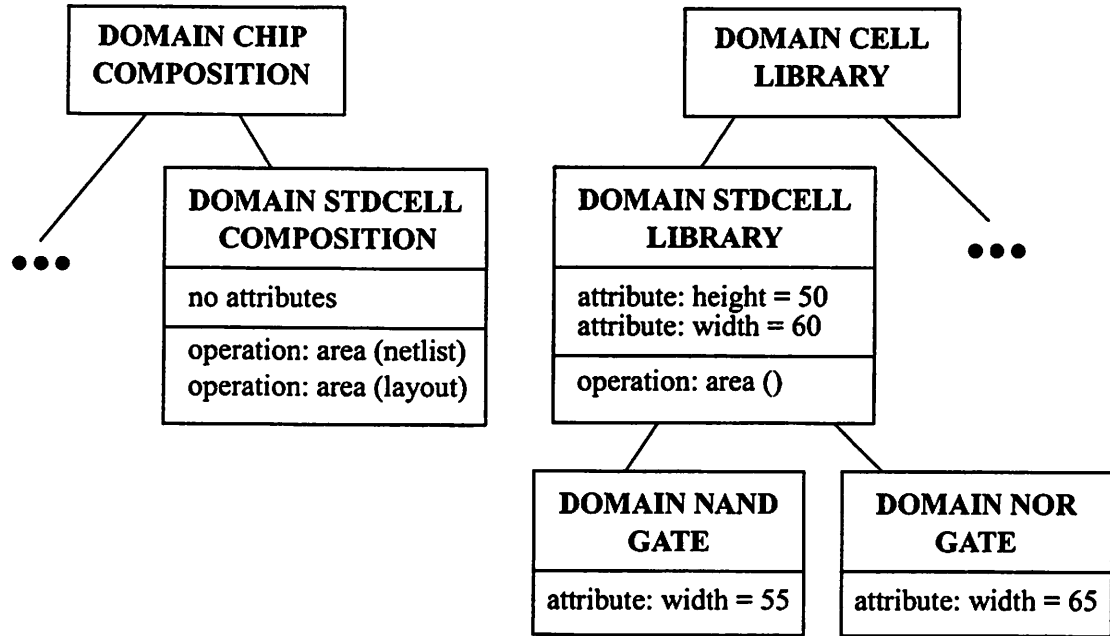 DOMAIN CHIP
COMPOSITION
DOMAIN STDCELL
COMPOSITION
no attributes
operation: area (netlist)
operation: area (layout)
DOMAIN CELL
LIBRARY
DOMAIN STDCELL
LIBRARY
attribute: height = 50
attribute: width = 60
operation: area ()
DOMAIN NAND
GATE
attribute: width = 55
DOMAIN NOR
GATE
attribute: width = 65